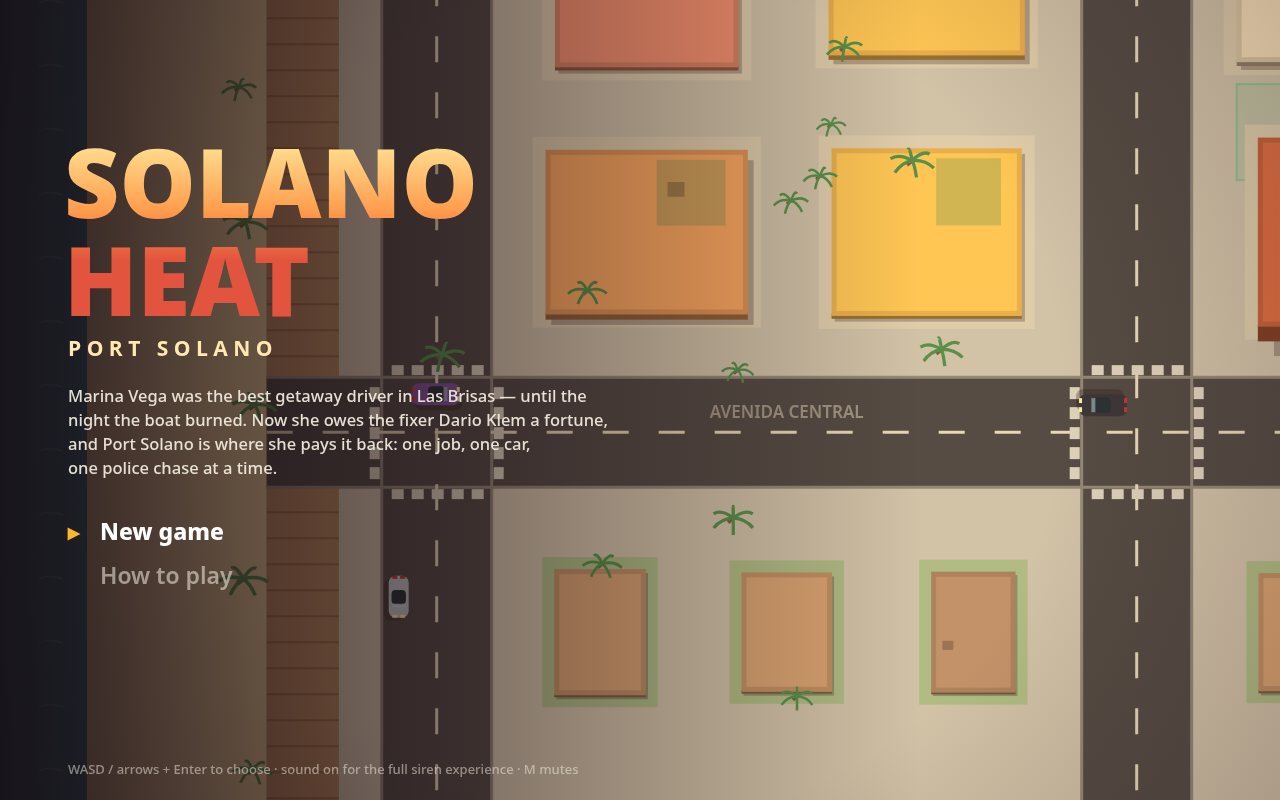 SOLANO
HEAT
PORT SOLANO
Marina Vega was the best getaway driver in Las Brisas — until the
night the boat burned. Now she owes the fixer Dario Klem a fortune,
and Port Solano is where she pays it back: one job, one car,
one police chase at a time.
AVENIDA CENTRAL
▶ New game
How to play
WASD / arrows + Enter to choose · sound on for the full siren experience · M mutes